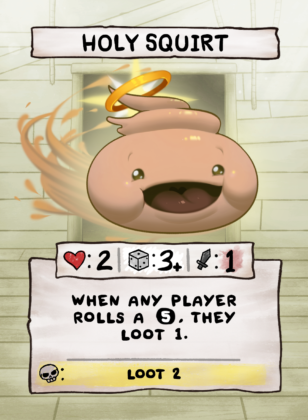 HOLY SQUIRT
:2 :3+ :1
WHEN ANY PLAYER
ROLLS A 5, THEY
LOOT 1.
: LOOT 2